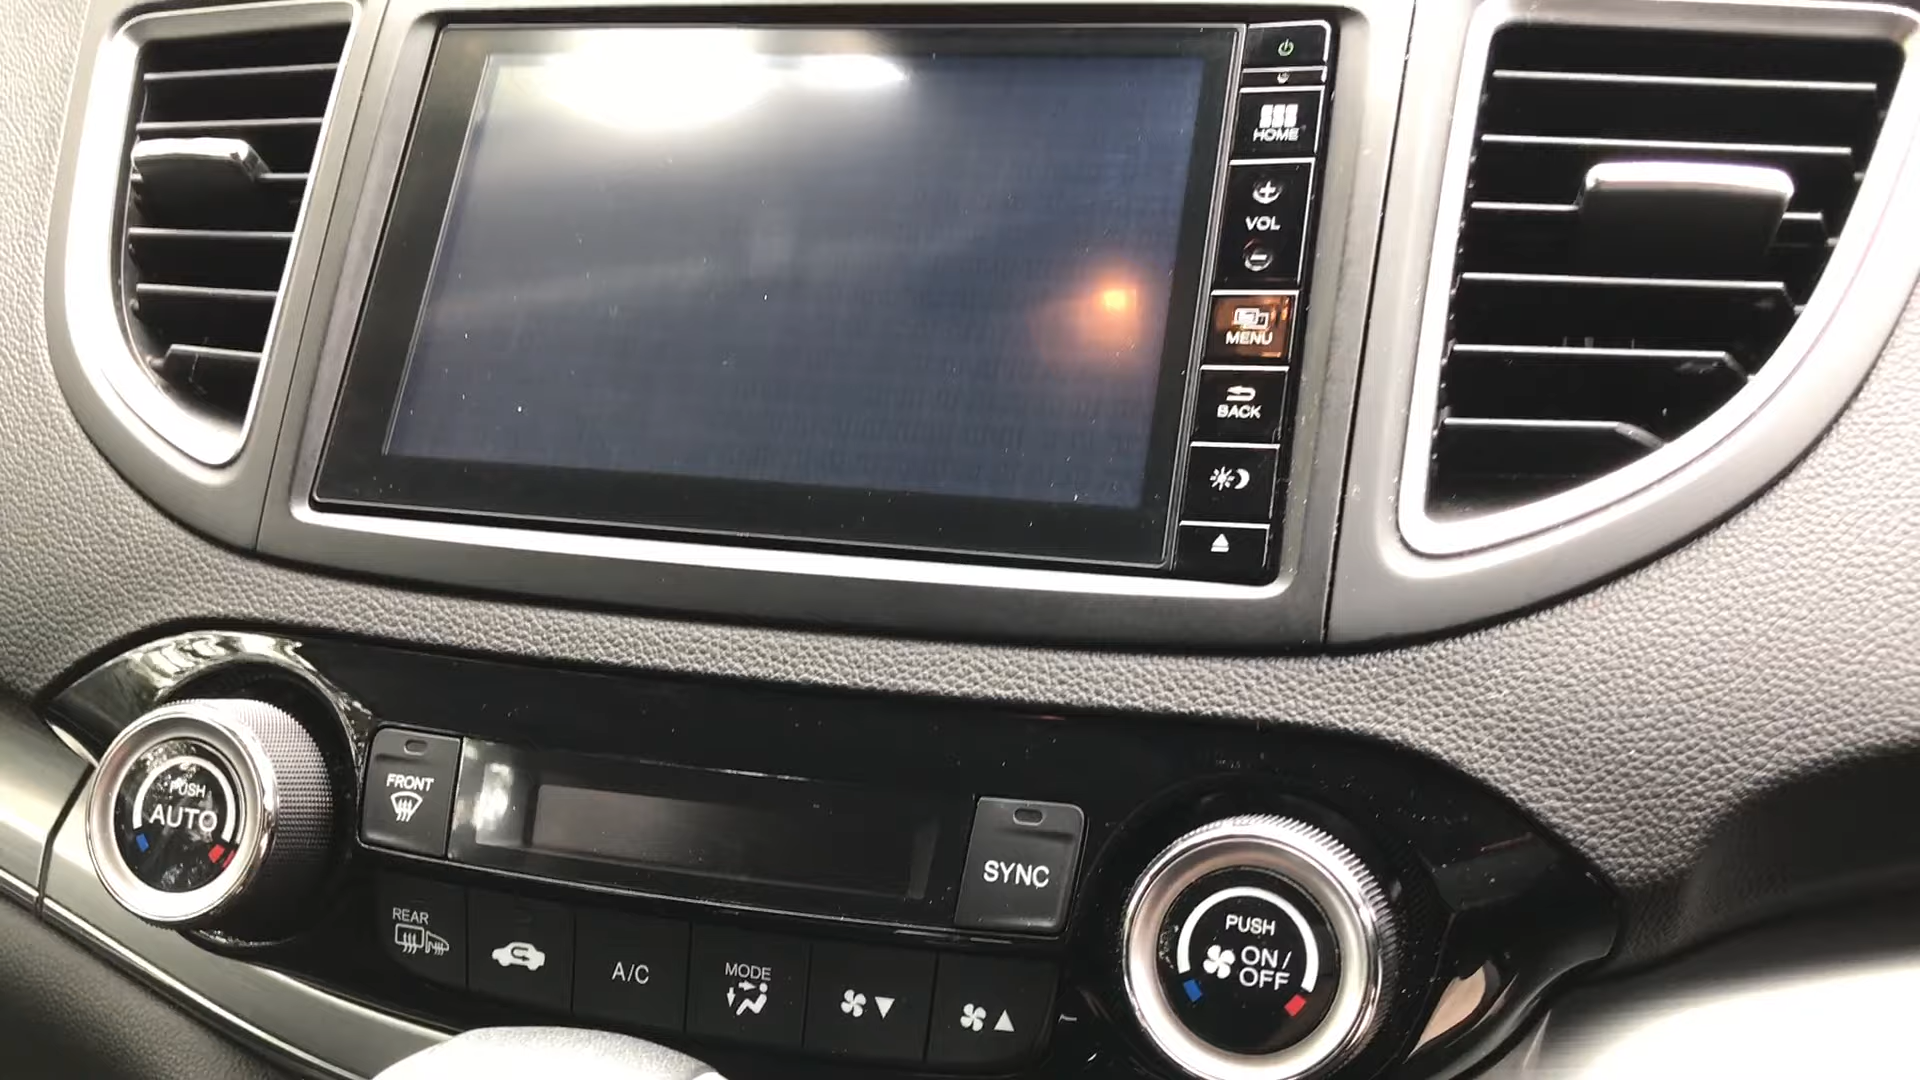 HOME
VOL
MENU
BACK
PUSH
AUTO
FRONT
SYNC
REAR
A/C
MODE
PUSH
ON/
OFF